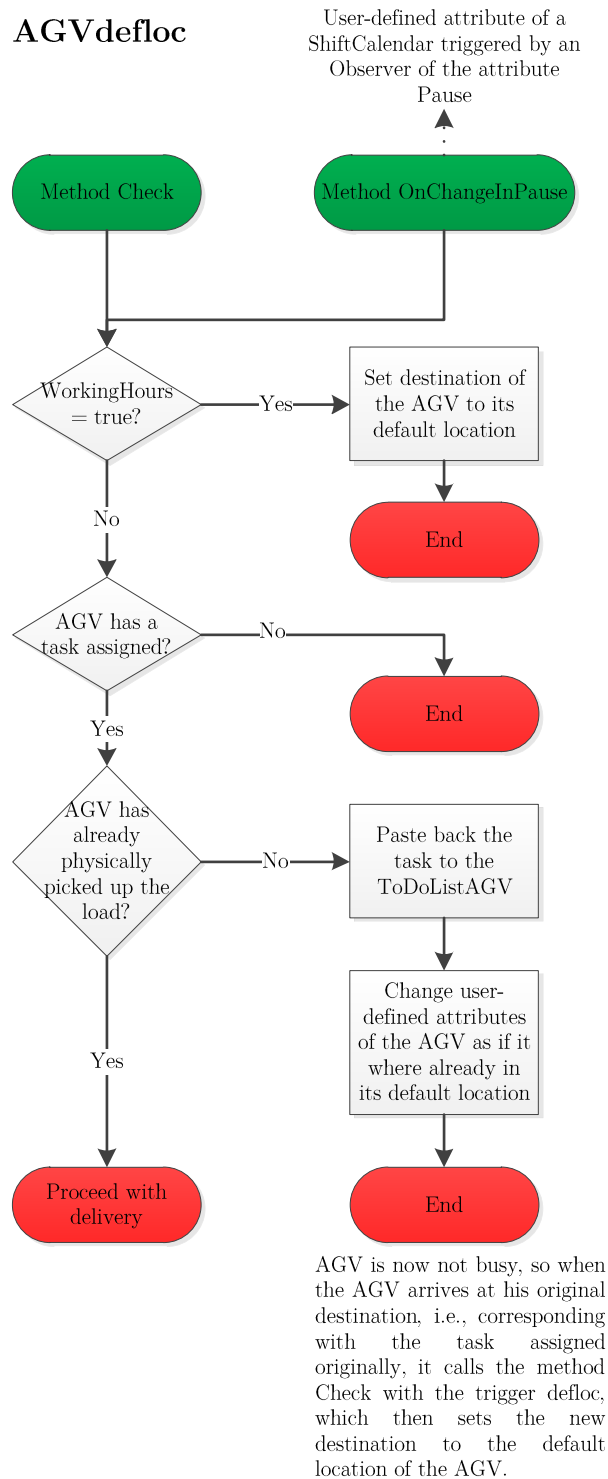 AGVdefloc
User-defined attribute of a
ShiftCalendar triggered by an
Observer of the attribute
Pause
Method Check
Method OnChangeInPause
WorkingHours
= true?
Yes
Set destination of
the AGV to its
default location
No
End
AGV has a
task assigned?
No
End
Yes
AGV has
already
physically
picked up the
load?
No
Paste back the
task to the
ToDoListAGV
Change user-
defined attributes
of the AGV as if it
where already in
its default location
Yes
Proceed with
delivery
End
AGV is now not busy, so when
the AGV arrives at his original
destination, i.e., corresponding
with the task assigned
originally, it calls the method
Check with the trigger defloc,
which then sets the new
destination to the default
location of the AGV.